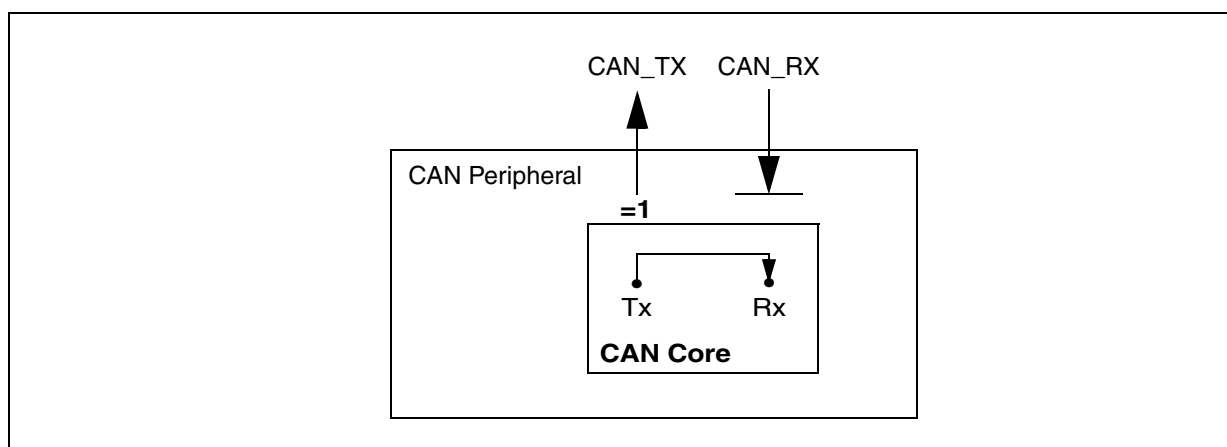 CAN_TX CAN_RX
CAN Peripheral
=1
Tx Rx
CAN Core